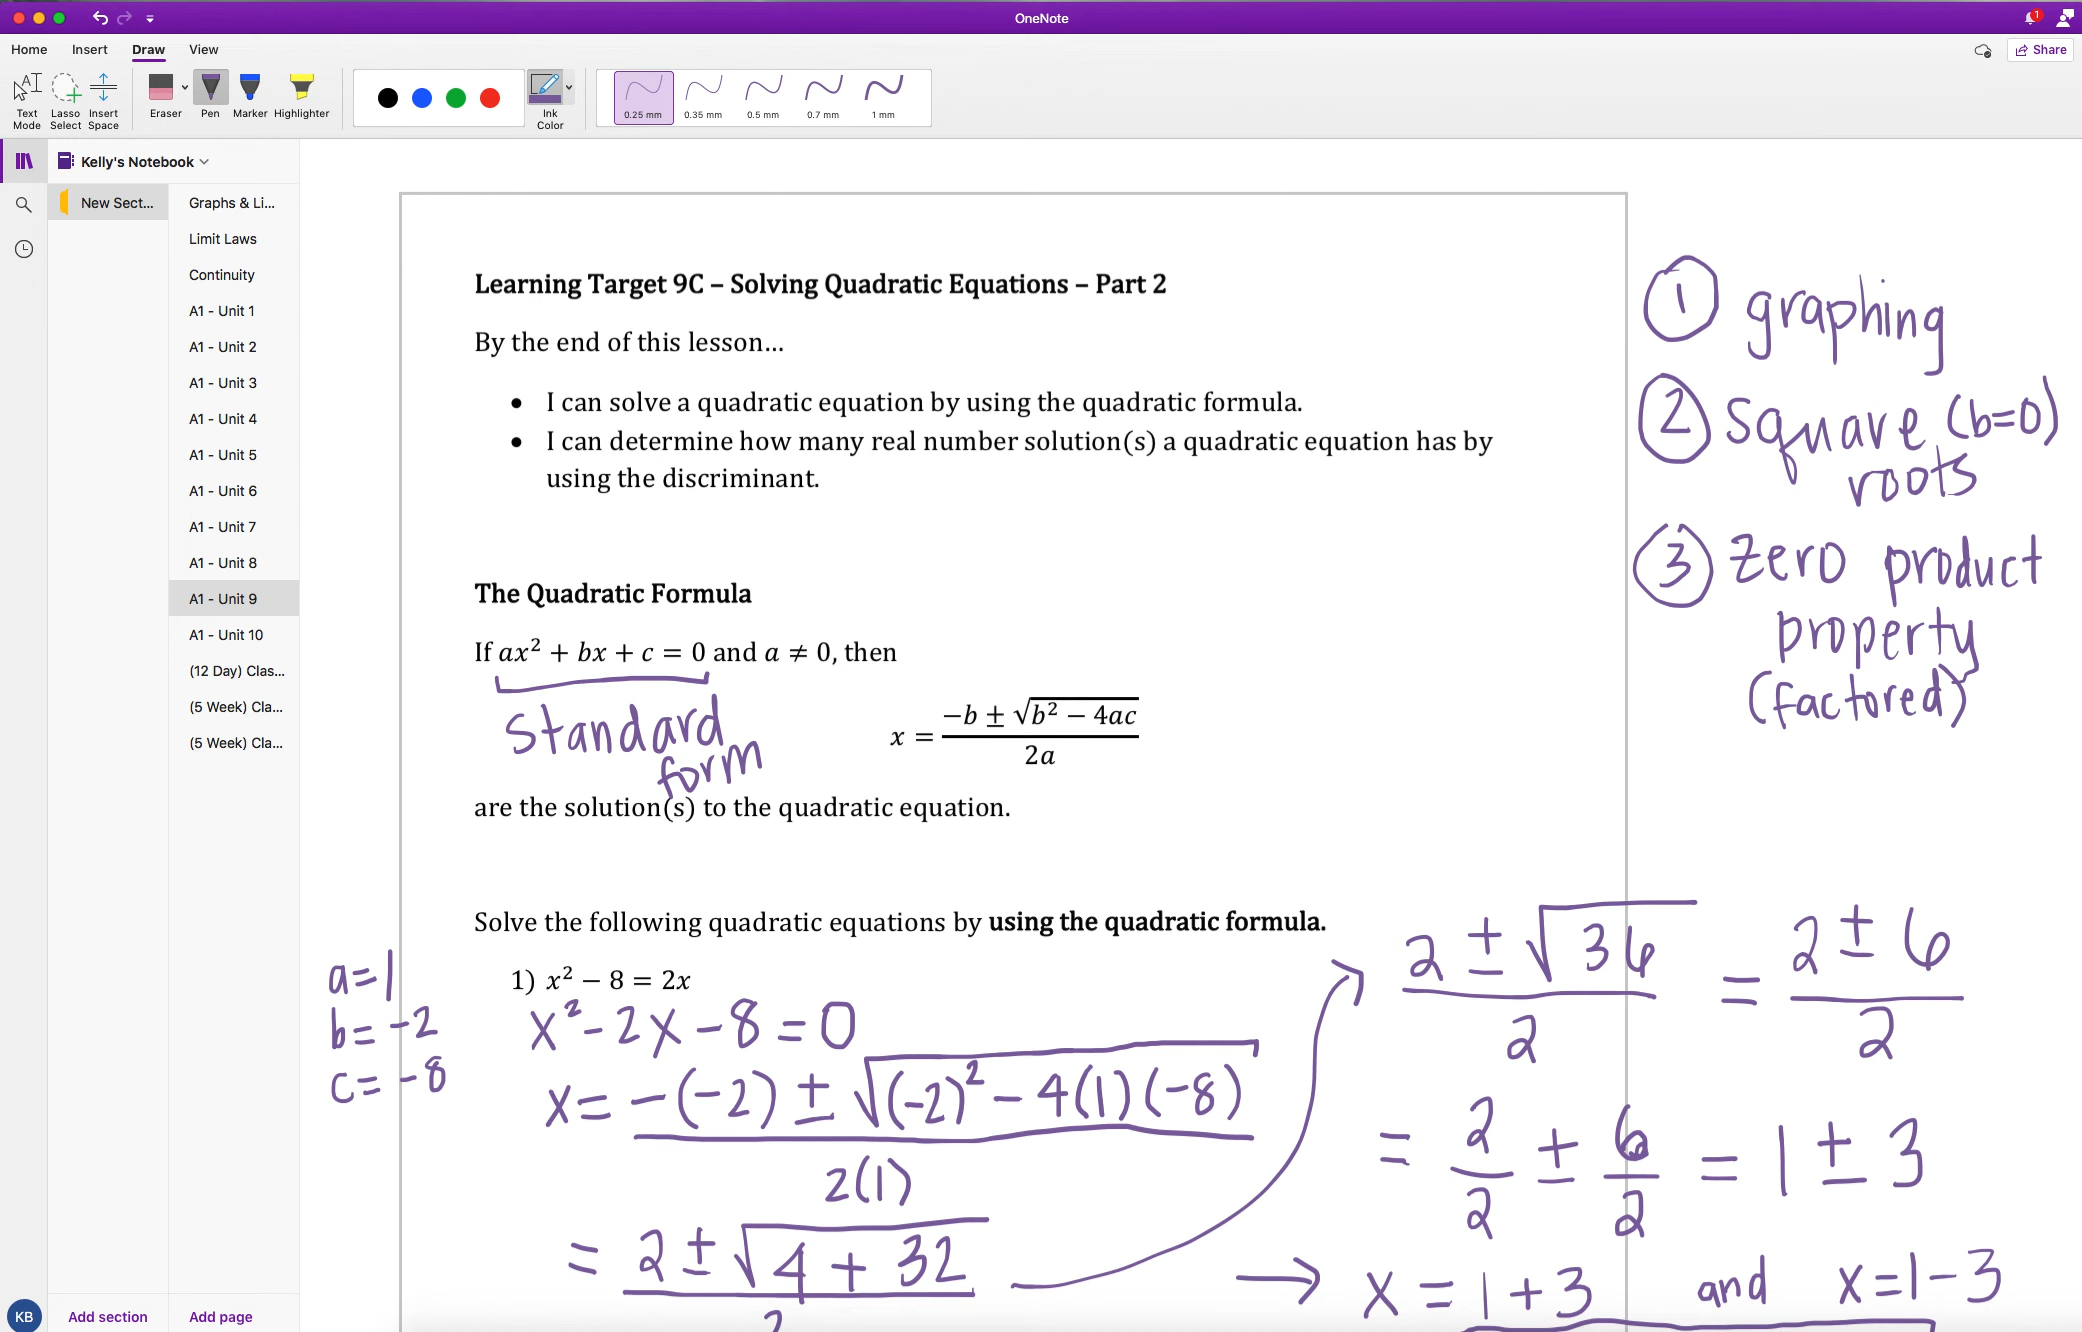 OneNote
1
Home Insert Draw View
Share
Text Mode
Lasso Select
Insert Space
Eraser
Pen
Marker
Highlighter
Ink Color
0.25 mm
0.35 mm
0.5 mm
0.7 mm
1 mm
Kelly's Notebook
New Sect...
Graphs & Li...
Limit Laws
Continuity
A1 - Unit 1
A1 - Unit 2
A1 - Unit 3
A1 - Unit 4
A1 - Unit 5
A1 - Unit 6
A1 - Unit 7
A1 - Unit 8
A1 - Unit 9
A1 - Unit 10
(12 Day) Clas...
(5 Week) Cla...
(5 Week) Cla...
KB
Add section
Add page
Learning Target 9C – Solving Quadratic Equations – Part 2
By the end of this lesson...
• I can solve a quadratic equation by using the quadratic formula.
• I can determine how many real number solution(s) a quadratic equation has by
using the discriminant.
① graphing
② square (b=0)
roots
③ zero product
property
(factored)
The Quadratic Formula
If ax² + bx + c = 0 and a ≠ 0, then
standard
form
x = (−b ± √(b² − 4ac)) / 2a
are the solution(s) to the quadratic equation.
Solve the following quadratic equations by using the quadratic formula.
1) x² − 8 = 2x
a=1
b=-2
c=-8
x²-2x-8=0
x= (-(-2) ± √((-2)²-4(1)(-8))) / 2(1)
= (2±√(4+32)) / 2
→ (2±√36) / 2 = (2±6) / 2
= 2/2 ± 6/2 = 1±3
→ x=1+3 and x=1-3